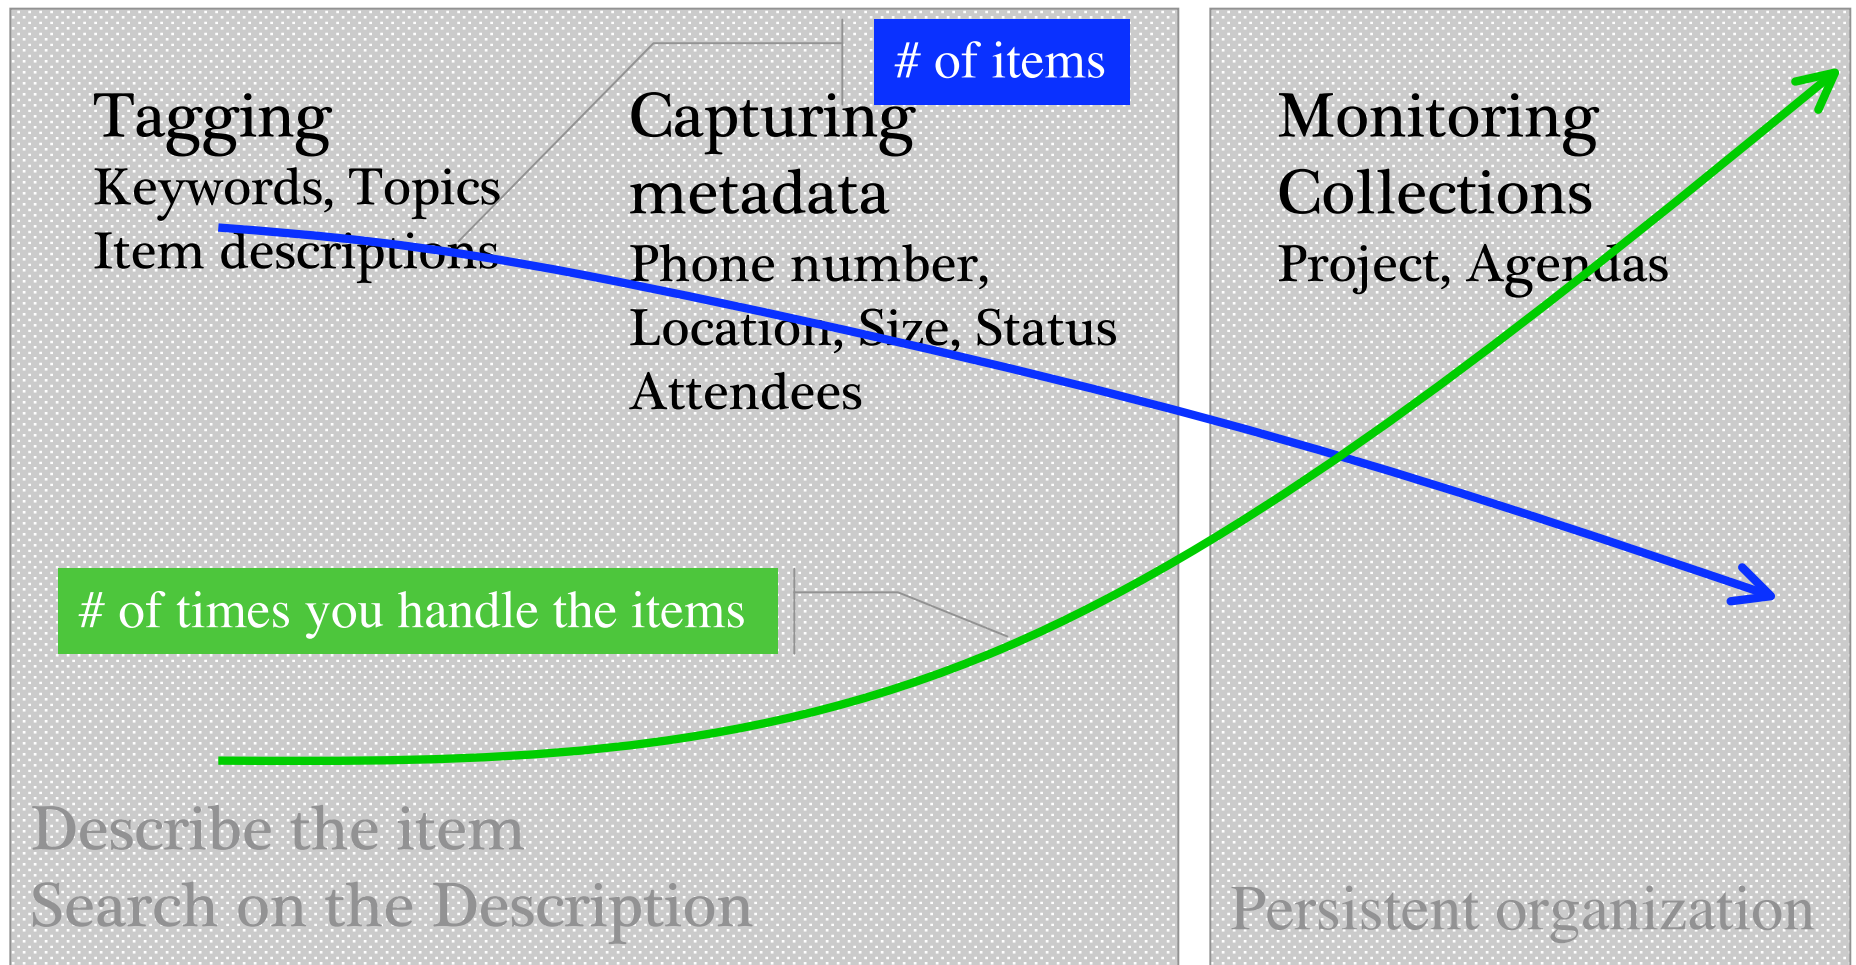 # of items
Tagging
Keywords, Topics
Item descriptions
Capturing
metadata
Phone number,
Location, Size, Status
Attendees
Monitoring
Collections
Project, Agendas
# of times you handle the items
Describe the item
Search on the Description
Persistent organization